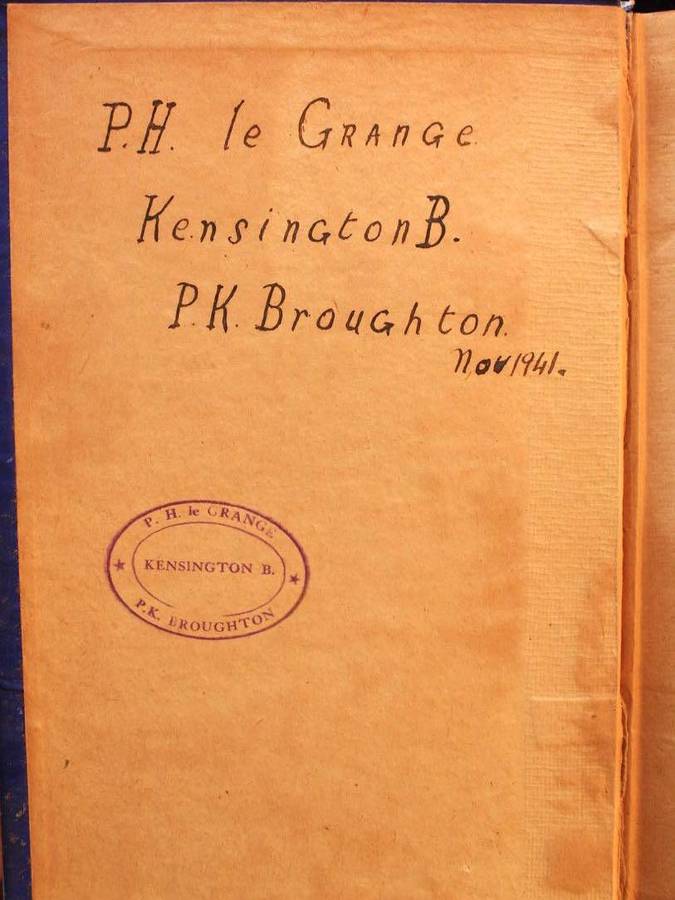 P.H. le GRANGE
Kensington B.
P.K. Broughton.
Nov 1941.
P. H. le GRANGE
KENSINGTON B.
P.K. BROUGHTON